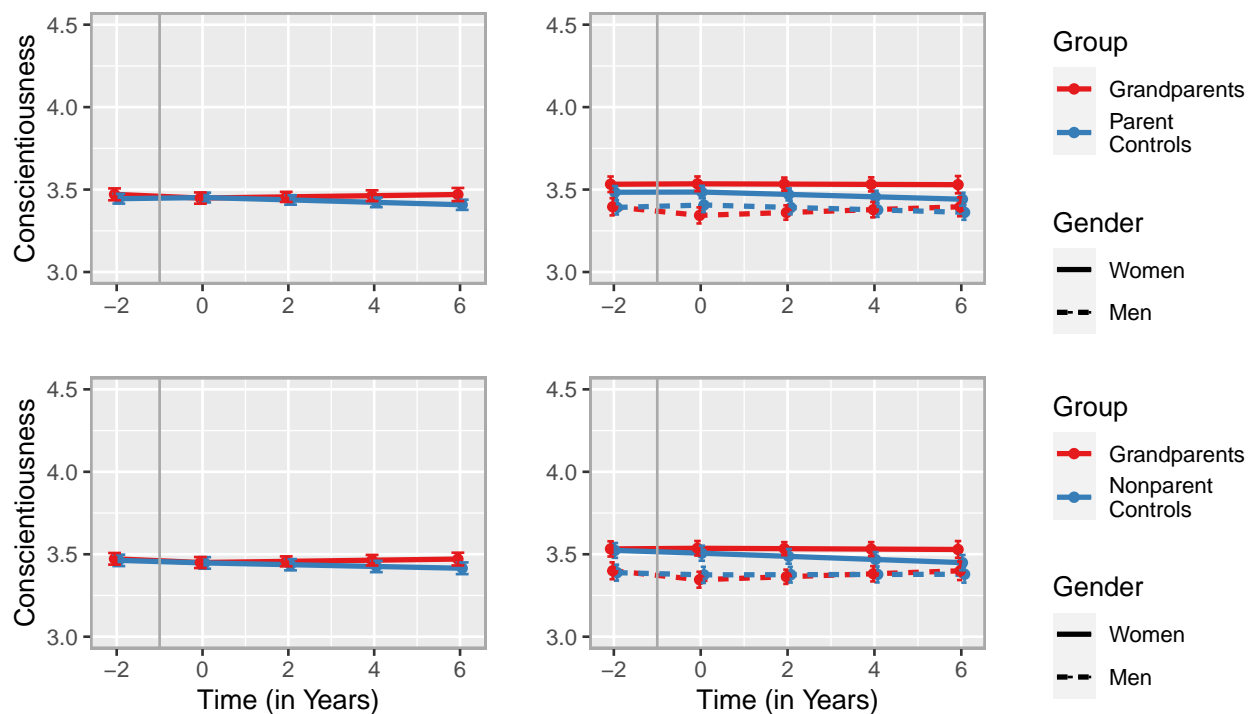 Conscientiousness
4.5
4.0
3.5
3.0
−2 0 2 4 6
−2 0 2 4 6
Group
Grandparents
Parent
Controls
Gender
Women
Men
Conscientiousness
4.5
4.0
3.5
3.0
−2 0 2 4 6
Time (in Years)
−2 0 2 4 6
Time (in Years)
4.5
4.0
3.5
3.0
4.5
4.0
3.5
3.0
Group
Grandparents
Nonparent
Controls
Gender
Women
Men